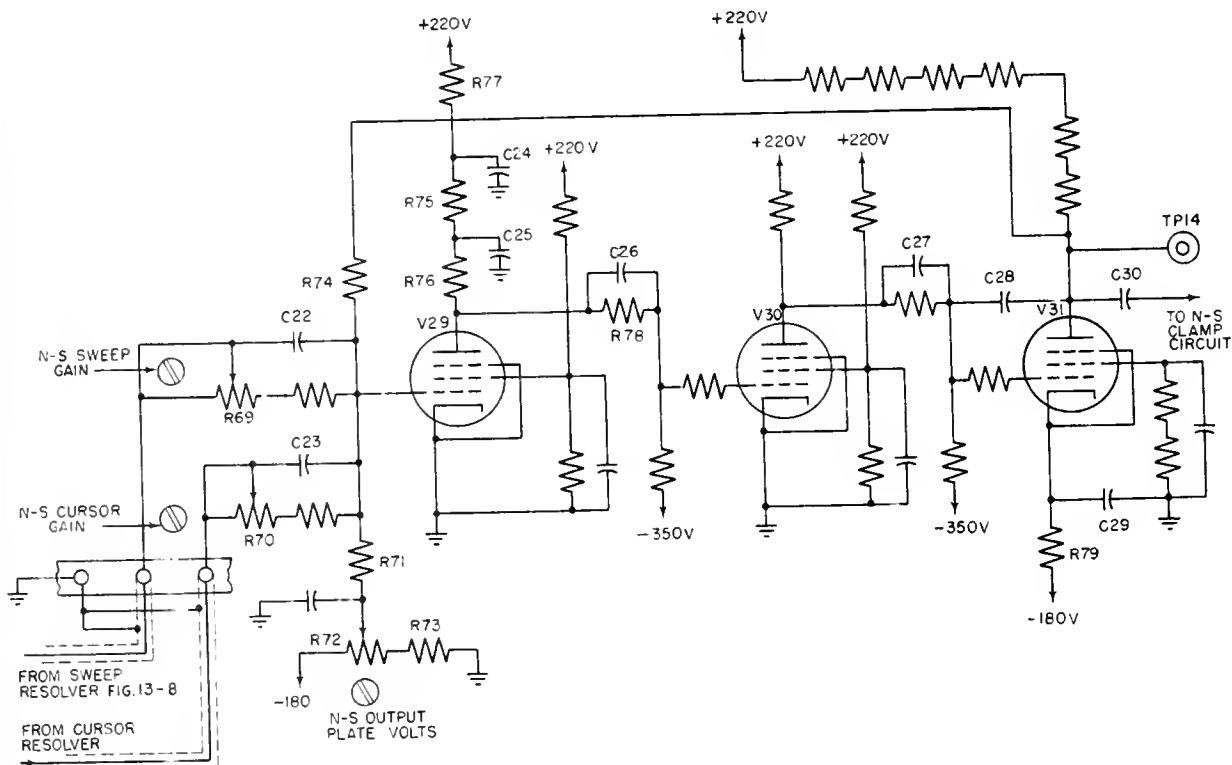 +220V
+220V
R77
C24
+220V
+220V
+220V
R75
C25
TP14
R74
R76
C26
C27
C28
C30
C22
V29
R78
V30
V31
TO N-S
CLAMP
CIRCUIT
N-S SWEEP
GAIN
R69
C23
N-S CURSOR
GAIN
R70
-350V
-350V
C29
R71
R79
R72
R73
-180V
FROM SWEEP
RESOLVER FIG. 13-8
-180
N-S OUTPUT
PLATE VOLTS
FROM CURSOR
RESOLVER